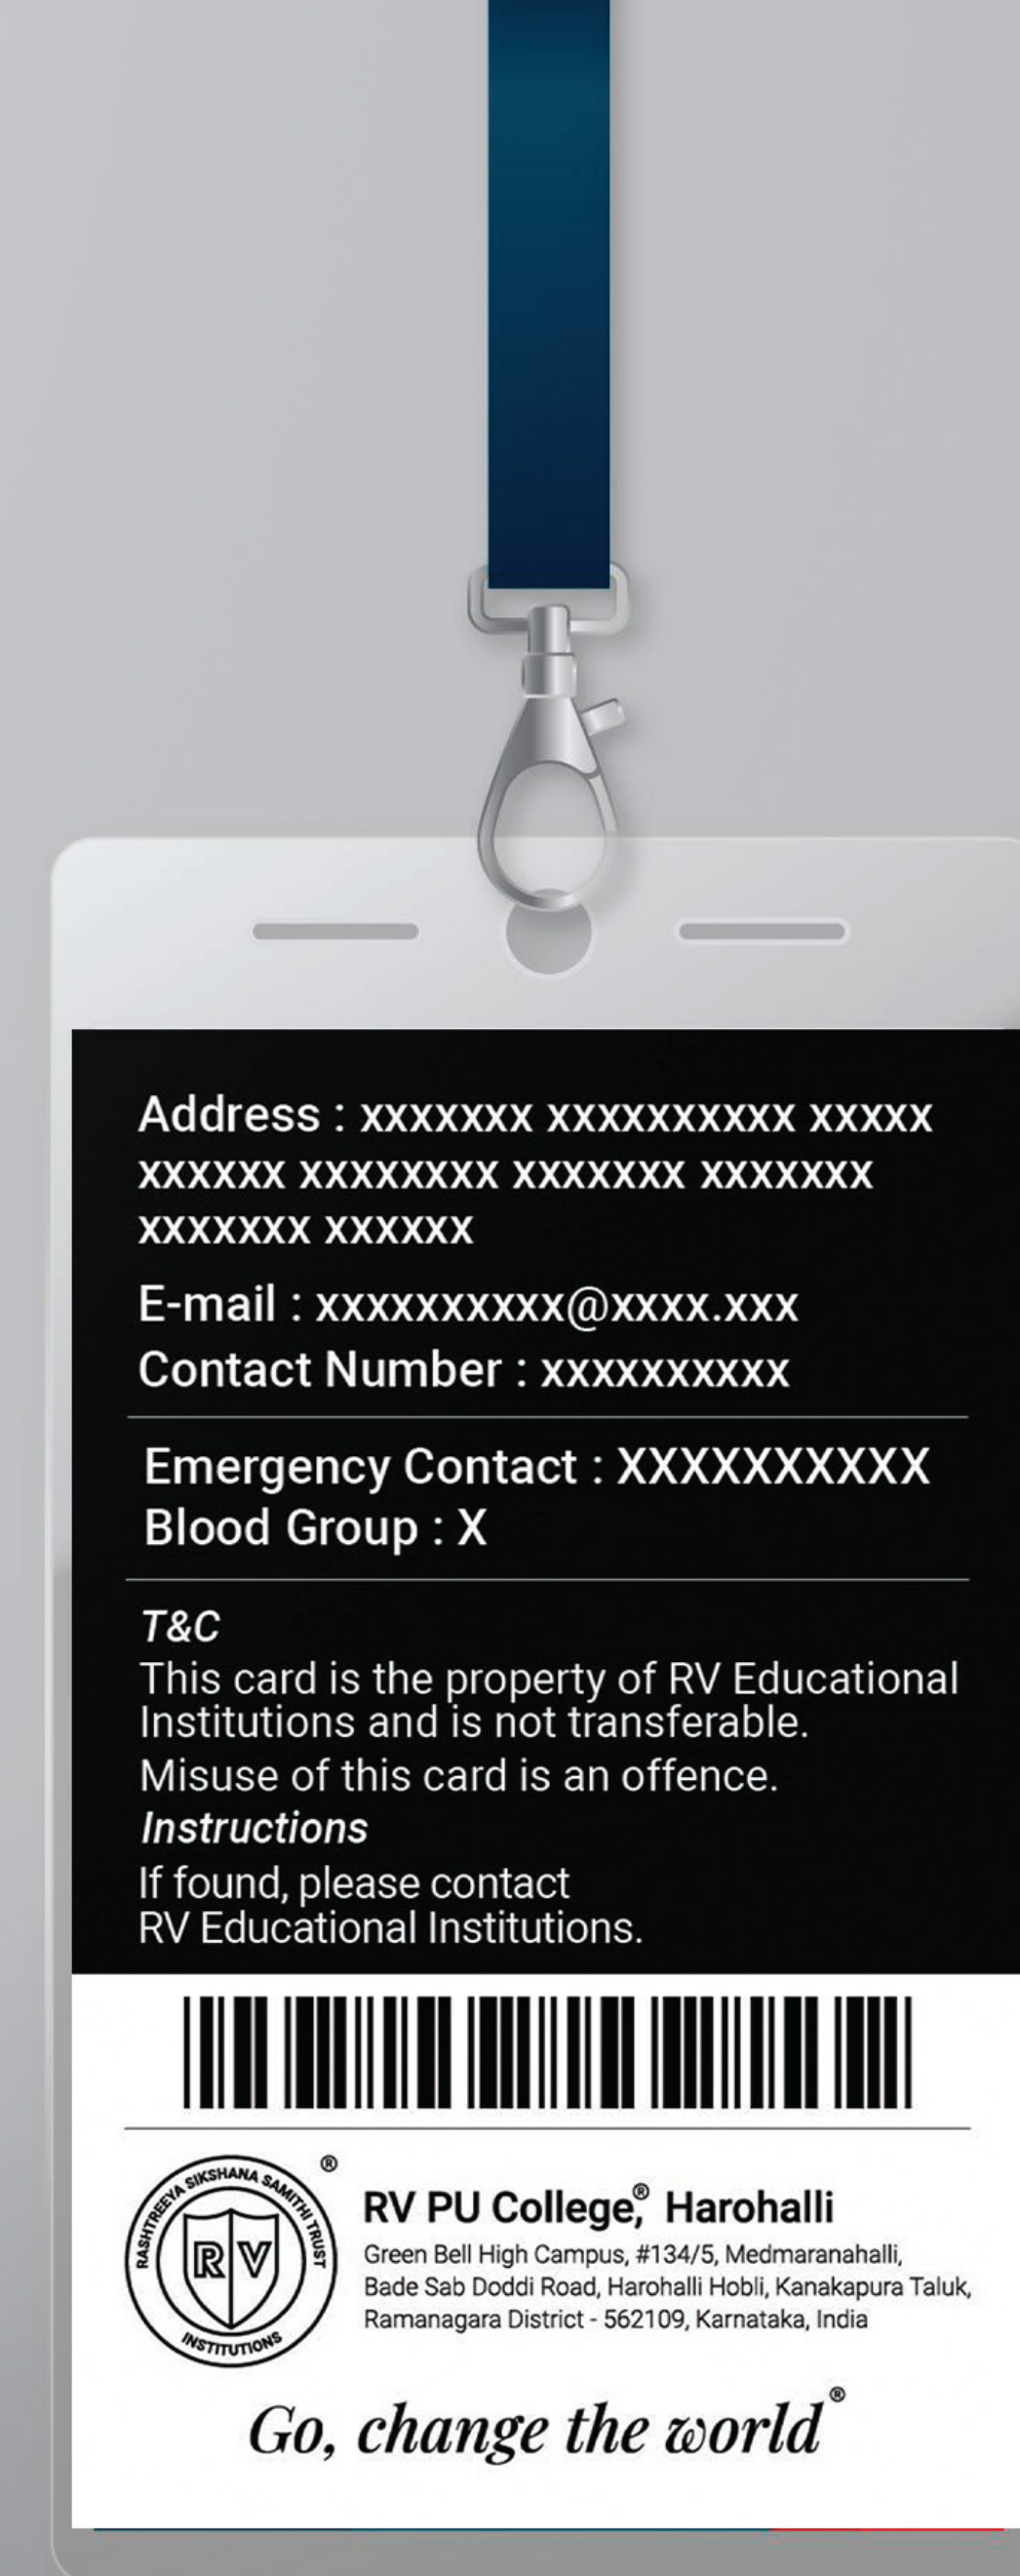 Address : xxxxxxx xxxxxxxxxx xxxxx
xxxxxx xxxxxxxx xxxxxxx xxxxxxx
xxxxxxx xxxxxx
E-mail : xxxxxxxxxx@xxxx.xxx
Contact Number : xxxxxxxxxx
Emergency Contact : XXXXXXXXXX
Blood Group : X
T&C
This card is the property of RV Educational
Institutions and is not transferable.
Misuse of this card is an offence.
Instructions
If found, please contact
RV Educational Institutions.
RASHTREEYA SIKSHANA SAMITHI TRUST
®
RV
INSTITUTIONS
RV PU College,® Harohalli
Green Bell High Campus, #134/5, Medmaranahalli,
Bade Sab Doddi Road, Harohalli Hobli, Kanakapura Taluk,
Ramanagara District - 562109, Karnataka, India
Go, change the world®